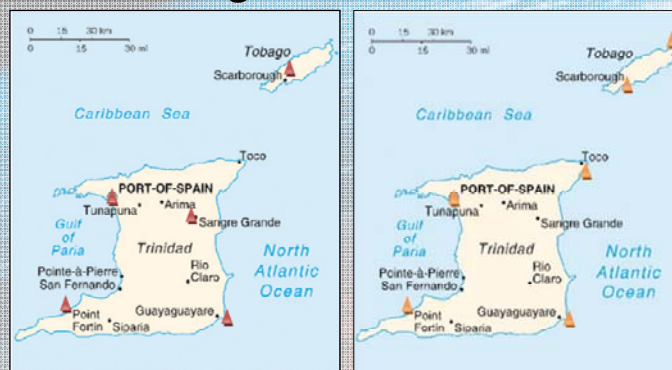 0 15 30 km
0 15 30 mi
Tobago
Scarborough
Caribbean Sea
Toco
PORT-OF-SPAIN
Tunapuna
Arima
Sangre Grande
Gulf
of
Paria
Trinidad
North
Atlantic
Ocean
Pointe-à-Pierre
San Fernando
Rio
Claro
Point
Fortin
Siparia
Guayaguayare
0 15 30 km
0 15 30 mi
Tobago
Scarborough
Caribbean Sea
Toco
PORT-OF-SPAIN
Tunapuna
Arima
Sangre Grande
Gulf
of
Paria
Trinidad
North
Atlantic
Ocean
Pointe-à-Pierre
San Fernando
Rio
Claro
Point
Fortin
Siparia
Guayaguayare